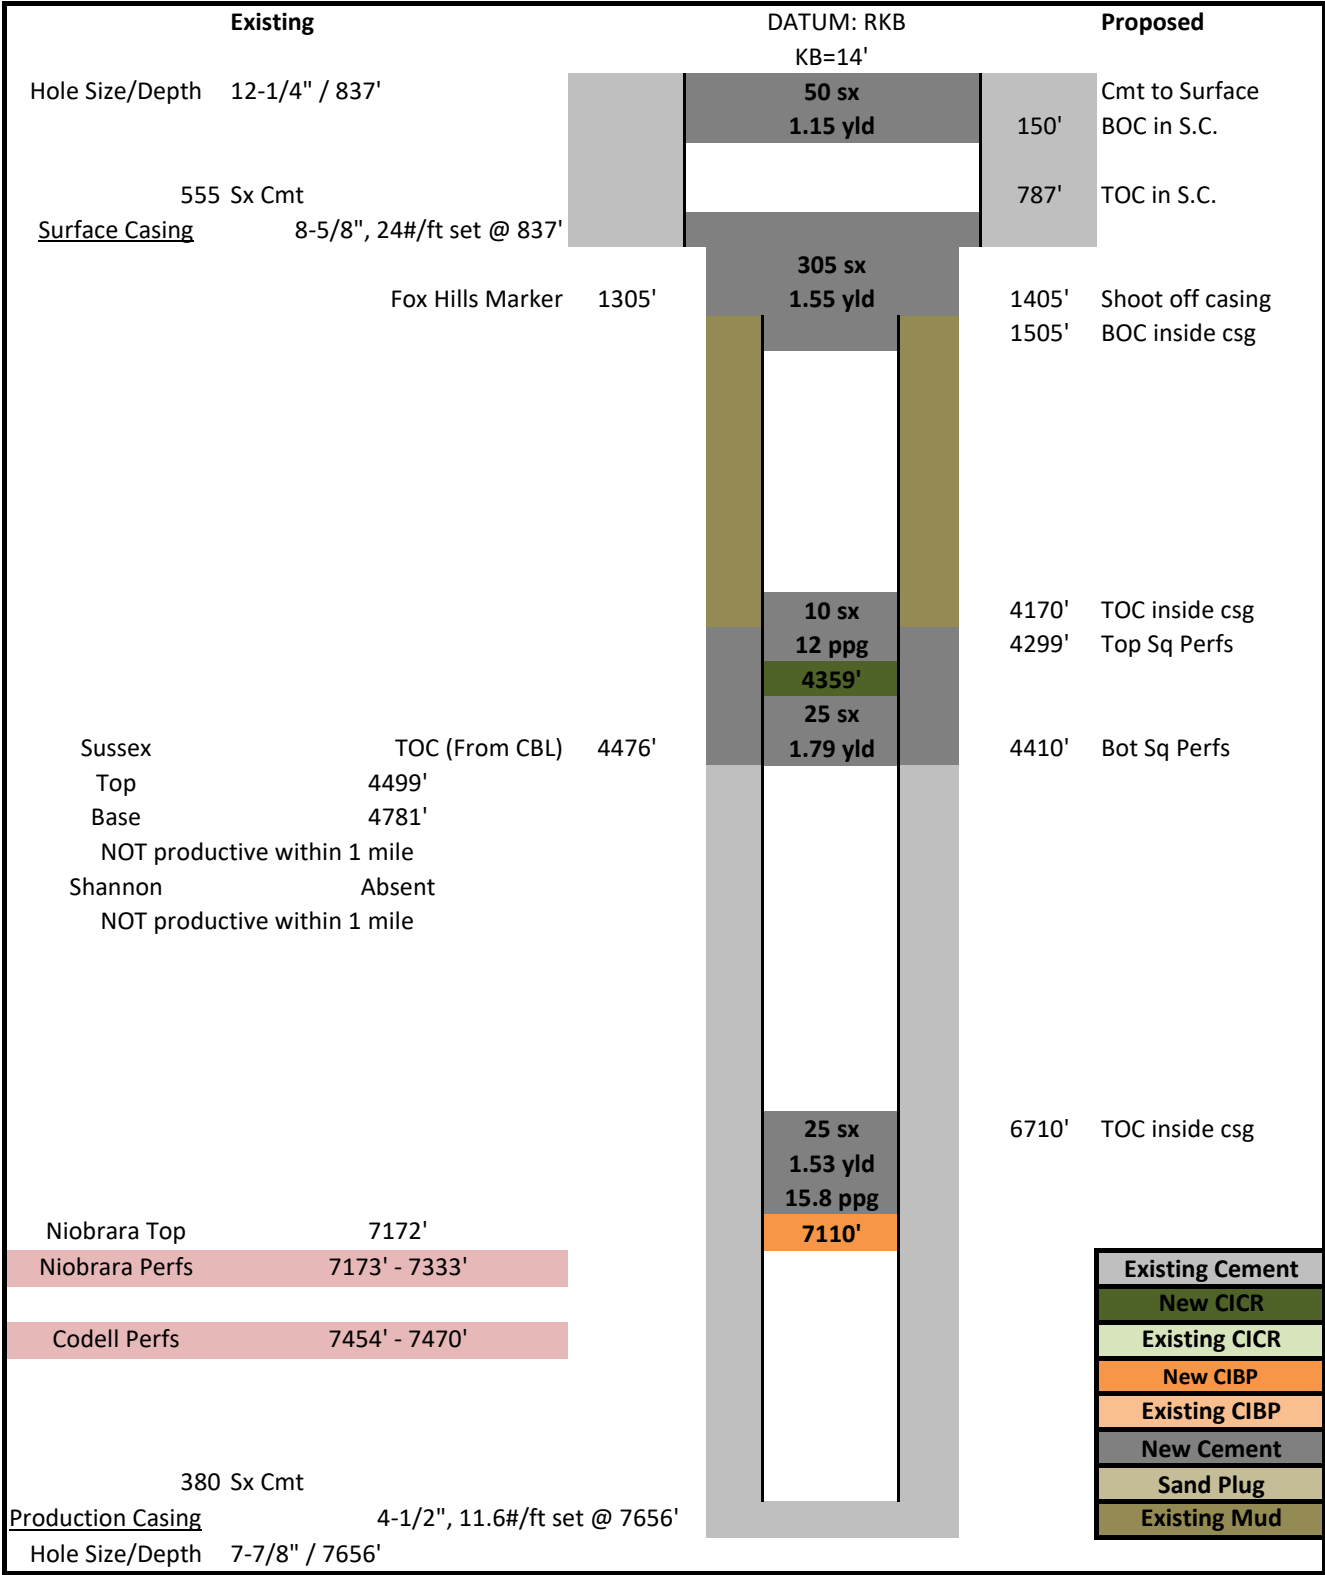 Existing DATUM: RKB Proposed
KB=14'
Hole Size/Depth 12-1/4" / 837' 50 sx Cmt to Surface
1.15 yld 150' BOC in S.C.
555 Sx Cmt 787' TOC in S.C.
Surface Casing 8-5/8", 24#/ft set @ 837'
305 sx
Fox Hills Marker 1305' 1.55 yld 1405' Shoot off casing
1505' BOC inside csg
10 sx 4170' TOC inside csg
12 ppg 4299' Top Sq Perfs
4359'
25 sx
Sussex TOC (From CBL) 4476' 1.79 yld 4410' Bot Sq Perfs
Top 4499'
Base 4781'
NOT productive within 1 mile
Shannon Absent
NOT productive within 1 mile
25 sx 6710' TOC inside csg
1.53 yld
15.8 ppg
Niobrara Top 7172' 7110'
Niobrara Perfs 7173' - 7333' Existing Cement
New CICR
Codell Perfs 7454' - 7470' Existing CICR
New CIBP
Existing CIBP
New Cement
380 Sx Cmt Sand Plug
Production Casing 4-1/2", 11.6#/ft set @ 7656' Existing Mud
Hole Size/Depth 7-7/8" / 7656'